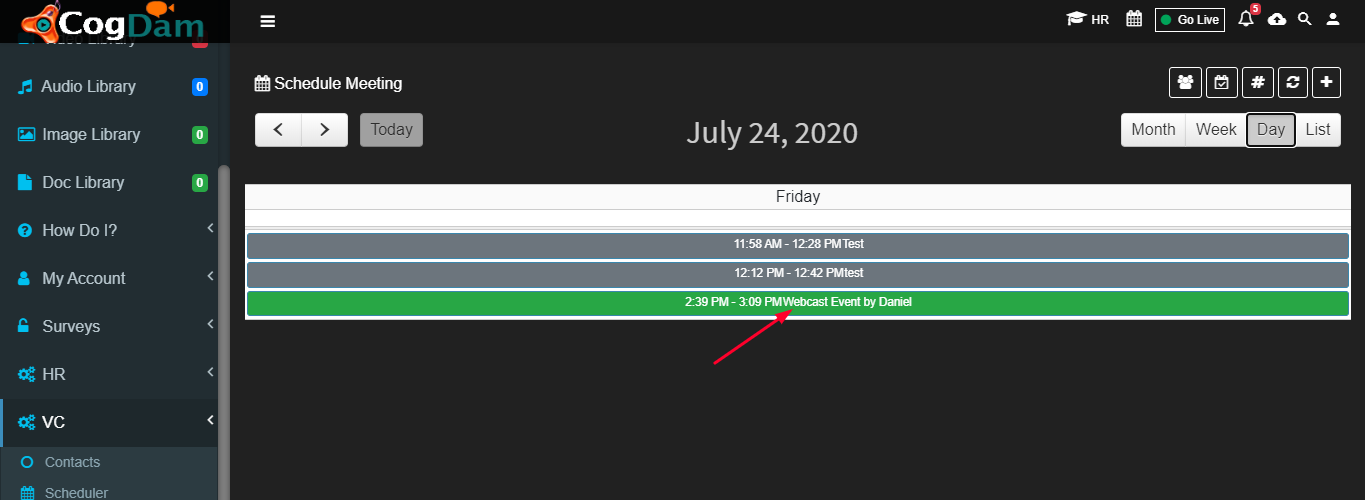 CogDam
HR
Go Live
5
Video Library
Audio Library 0
Image Library 0
Doc Library 0
How Do I?
My Account
Surveys
HR
VC
Contacts
Scheduler
Schedule Meeting
Today
July 24, 2020
Month Week Day List
Friday
11:58 AM - 12:28 PMTest
12:12 PM - 12:42 PMtest
2:39 PM - 3:09 PMWebcast Event by Daniel